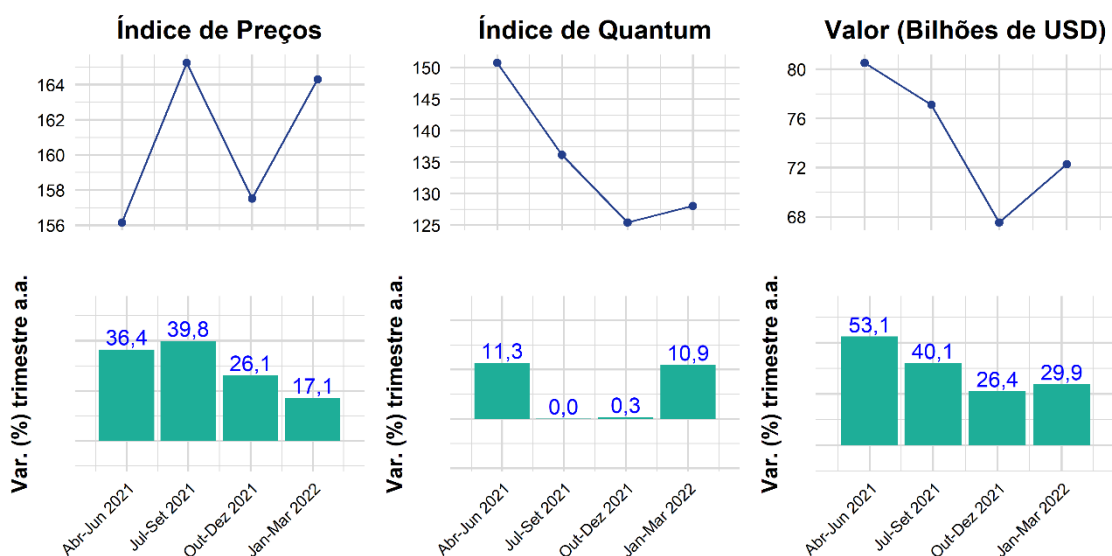 Índice de Preços
164
162
160
158
156
Índice de Quantum
150
145
140
135
130
125
Valor (Bilhões de USD)
80
76
72
68
Var. (%) trimestre a.a.
36,4
39,8
26,1
17,1
Abr-Jun 2021
Jul-Set 2021
Out-Dez 2021
Jan-Mar 2022
Var. (%) trimestre a.a.
11,3
0,0
0,3
10,9
Abr-Jun 2021
Jul-Set 2021
Out-Dez 2021
Jan-Mar 2022
Var. (%) trimestre a.a.
53,1
40,1
26,4
29,9
Abr-Jun 2021
Jul-Set 2021
Out-Dez 2021
Jan-Mar 2022